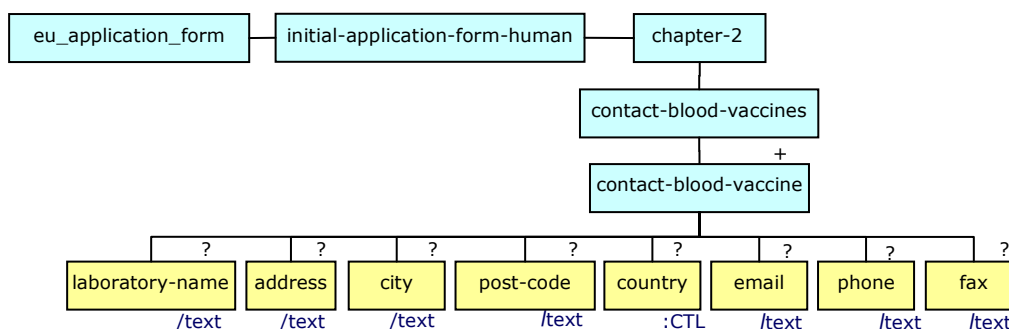 eu_application_form initial-application-form-human chapter-2
contact-blood-vaccines
+
contact-blood-vaccine
? ? ? ? ? ? ? ?
laboratory-name address city post-code country email phone fax
/text /text /text /text :CTL /text /text /text